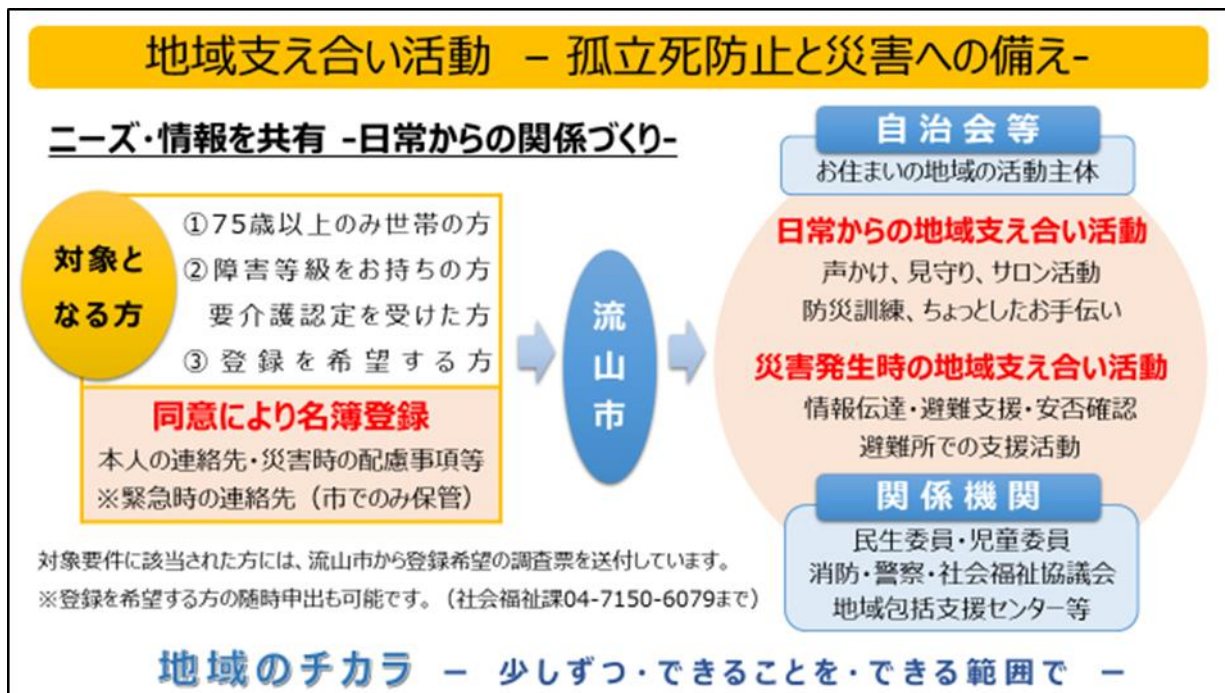 地域支え合い活動 – 孤立死防止と災害への備え-
ニーズ・情報を共有 -日常からの関係づくり-
対象と
なる方
①75歳以上のみ世帯の方
②障害等級をお持ちの方
要介護認定を受けた方
③登録を希望する方
同意により名簿登録
本人の連絡先・災害時の配慮事項等
※緊急時の連絡先（市でのみ保管）
流
山
市
自治会等
お住まいの地域の活動主体
日常からの地域支え合い活動
声かけ、見守り、サロン活動
防災訓練、ちょっとしたお手伝い
災害発生時の地域支え合い活動
情報伝達・避難支援・安否確認
避難所での支援活動
関係機関
民生委員・児童委員
消防・警察・社会福祉協議会
地域包括支援センター等
対象要件に該当された方には、流山市から登録希望の調査票を送付しています。
※登録を希望する方の随時申出も可能です。（社会福祉課04-7150-6079まで）
地域のチカラ － 少しずつ・できることを・できる範囲で －